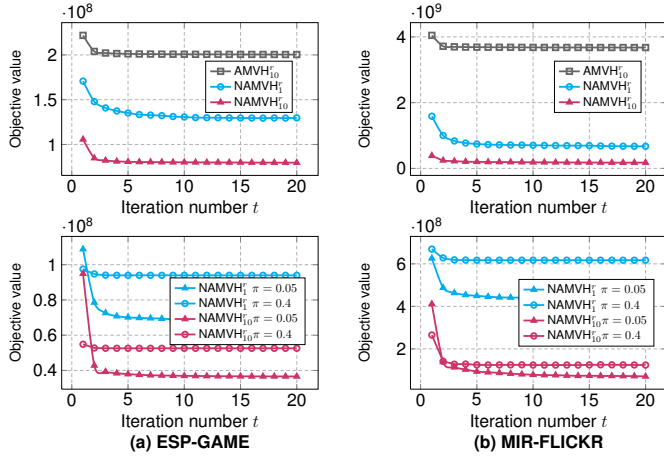 ·10^8
2
1.5
1
Objective value
AMVH^r_10
NAMVH^r_1
NAMVH^r_10
0 5 10 15 20
Iteration number t
·10^9
4
2
0
Objective value
AMVH^r_10
NAMVH^r_1
NAMVH^r_10
0 5 10 15 20
Iteration number t
·10^8
1
0.8
0.6
0.4
Objective value
NAMVH^r_1 π = 0.05
NAMVH^r_1 π = 0.4
NAMVH^r_10 π = 0.05
NAMVH^r_10 π = 0.4
0 5 10 15 20
Iteration number t
(a) ESP-GAME
·10^8
6
4
2
Objective value
NAMVH^r_1 π = 0.05
NAMVH^r_1 π = 0.4
NAMVH^r_10 π = 0.05
NAMVH^r_10 π = 0.4
0 5 10 15 20
Iteration number t
(b) MIR-FLICKR